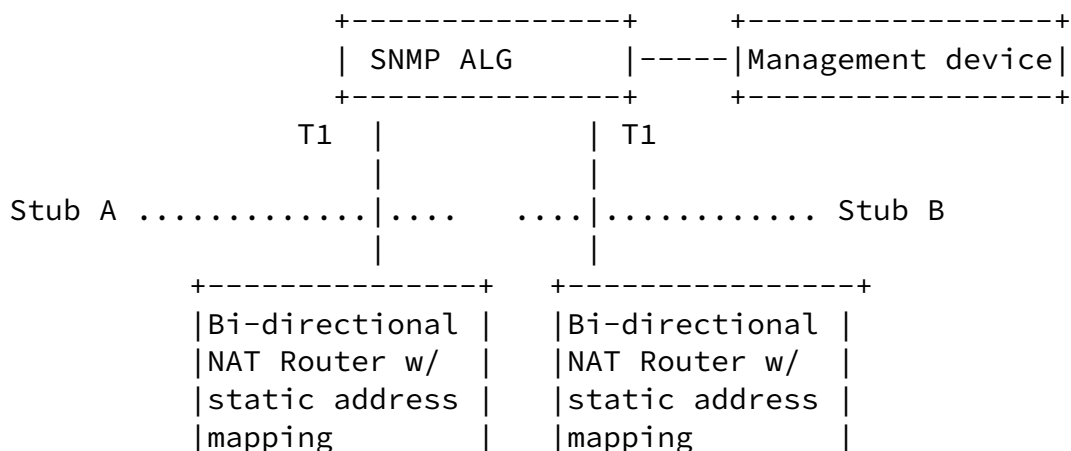 +---------------+      +-----------------+
| SNMP ALG      |-----|Management device|
+---------------+      +-----------------+
T1  |            | T1
|            |
Stub A .............|....   ....|............ Stub B
|            |
+---------------+   +----------------+
|Bi-directional |   |Bi-directional |
|NAT Router w/  |   |NAT Router w/  |
|static address |   |static address |
|mapping        |   |mapping        |